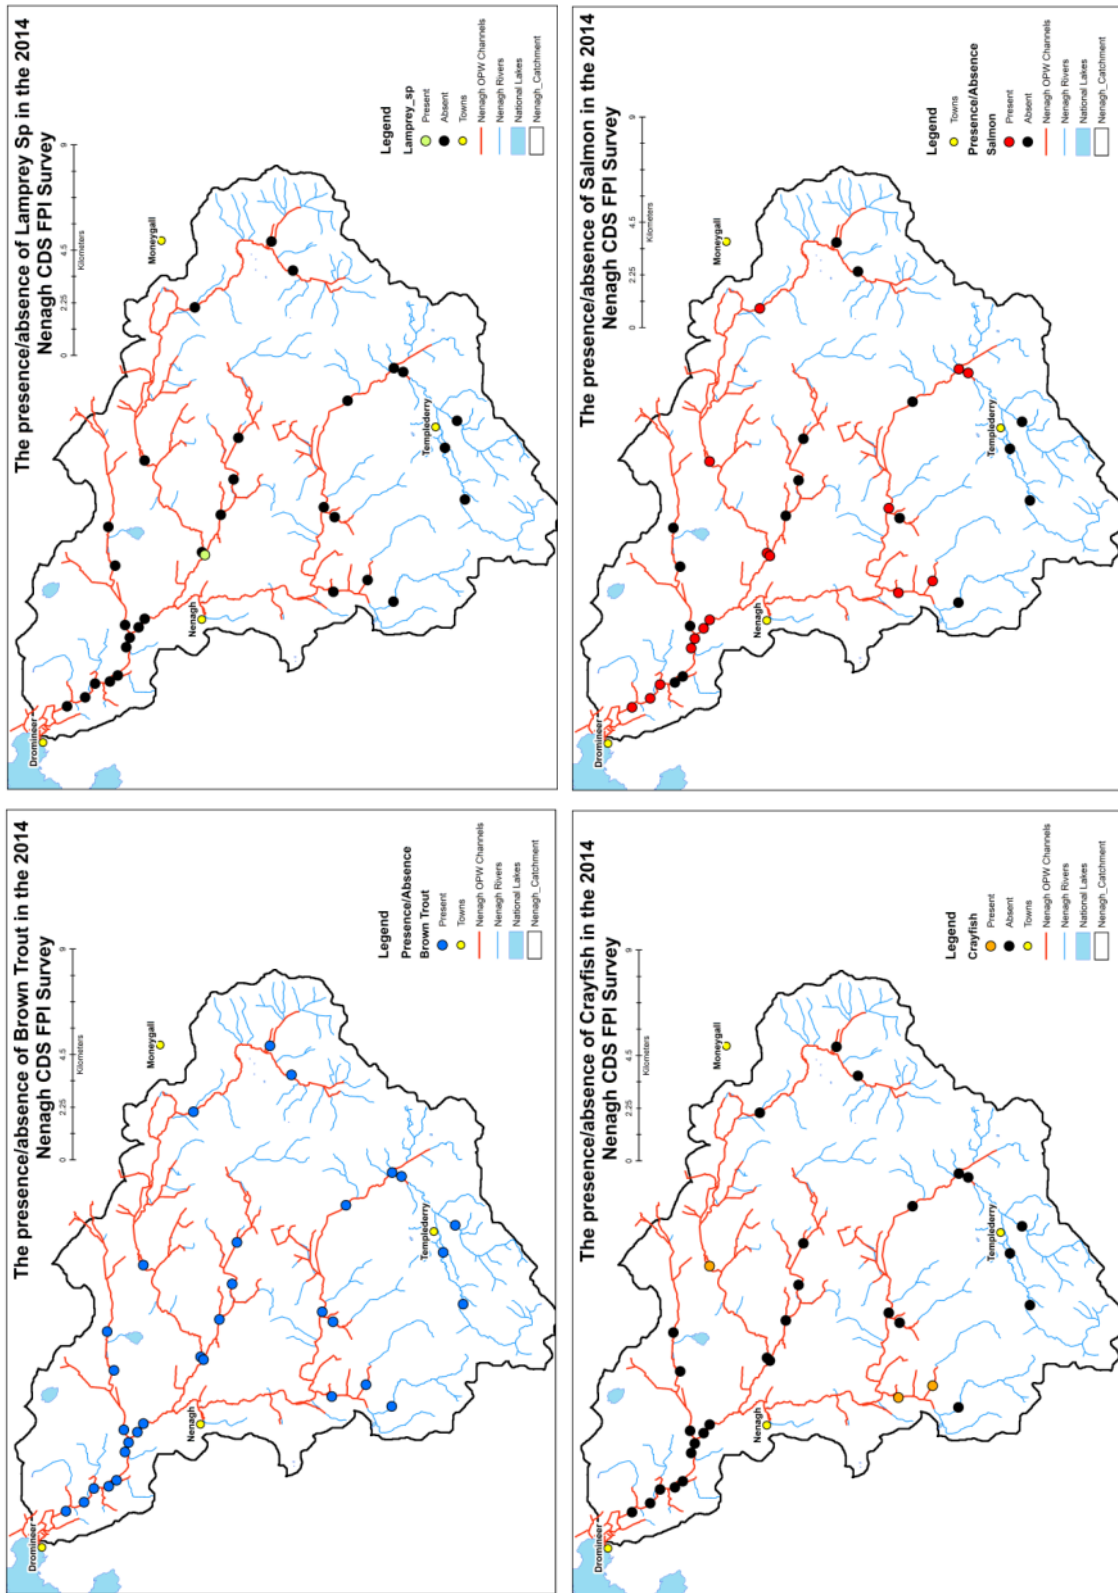 The presence/absence of Brown Trout in the 2014
Nenagh CDS FPI Survey
0 2.25 4.5 9
Kilometers
Dromineer
Nenagh
Moneygall
Templederry
Legend
Presence/Absence
Brown Trout
Present
Towns
Nenagh OPW Channels
Nenagh Rivers
National Lakes
Nenagh_Catchment
The presence/absence of Lamprey Sp in the 2014
Nenagh CDS FPI Survey
0 2.25 4.5 9
Kilometers
Dromineer
Nenagh
Moneygall
Templederry
Legend
Lamprey_sp
Present
Absent
Towns
Nenagh OPW Channels
Nenagh Rivers
National Lakes
Nenagh_Catchment
The presence/absence of Crayfish in the 2014
Nenagh CDS FPI Survey
0 2.25 4.5 9
Kilometers
Dromineer
Nenagh
Moneygall
Templederry
Legend
Crayfish
Present
Absent
Towns
Nenagh OPW Channels
Nenagh Rivers
National Lakes
Nenagh_Catchment
The presence/absence of Salmon in the 2014
Nenagh CDS FPI Survey
0 2.25 4.5 9
Kilometers
Dromineer
Nenagh
Moneygall
Templederry
Legend
Towns
Presence/Absence
Salmon
Present
Absent
Nenagh OPW Channels
Nenagh Rivers
National Lakes
Nenagh_Catchment